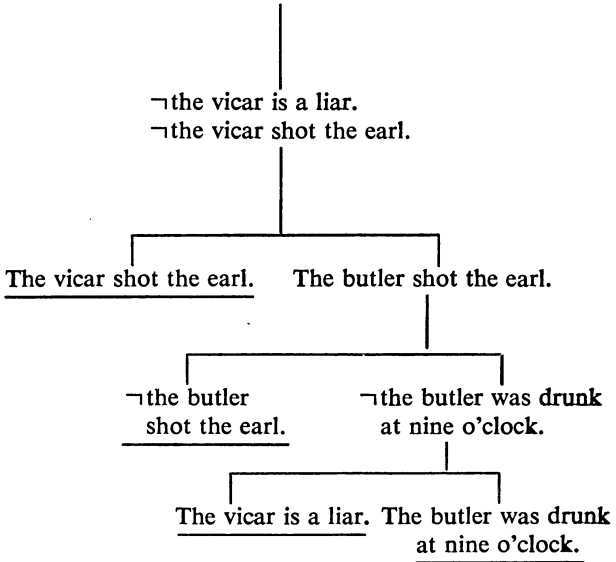 ¬the vicar is a liar.
¬the vicar shot the earl.
The vicar shot the earl. The butler shot the earl.
¬the butler
shot the earl.
¬the butler was drunk
at nine o'clock.
The vicar is a liar. The butler was drunk
at nine o'clock.